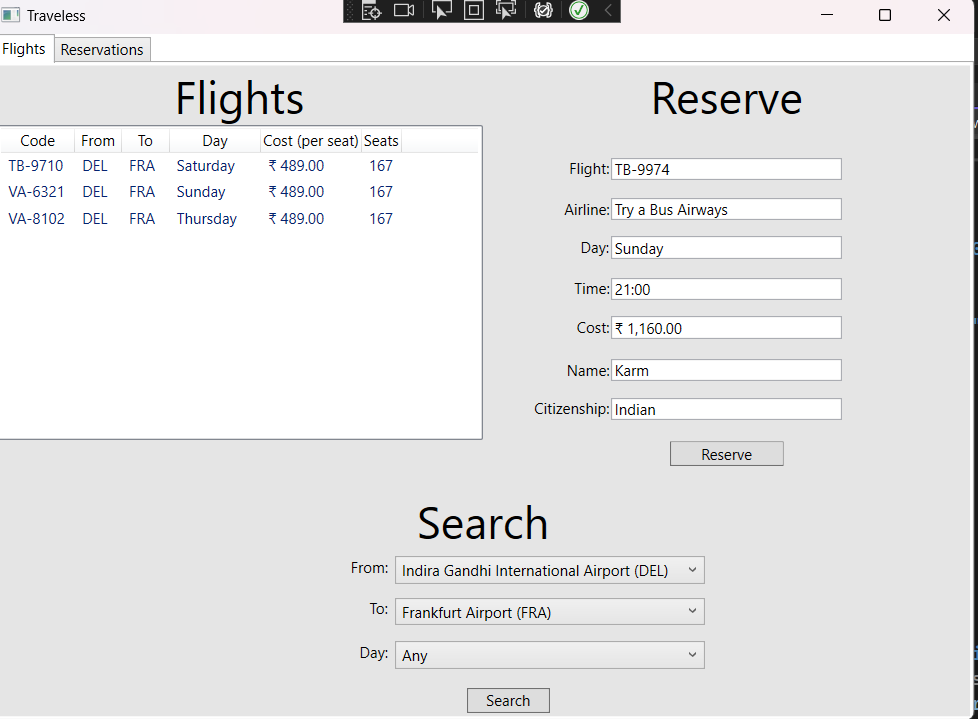 Traveless
Flights Reservations
Flights
Code From To Day Cost (per seat) Seats
TB-9710 DEL FRA Saturday ₹ 489.00 167
VA-6321 DEL FRA Sunday ₹ 489.00 167
VA-8102 DEL FRA Thursday ₹ 489.00 167
Reserve
Flight: TB-9974
Airline: Try a Bus Airways
Day: Sunday
Time: 21:00
Cost: ₹ 1,160.00
Name: Karm
Citizenship: Indian
Reserve
Search
From: Indira Gandhi International Airport (DEL)
To: Frankfurt Airport (FRA)
Day: Any
Search